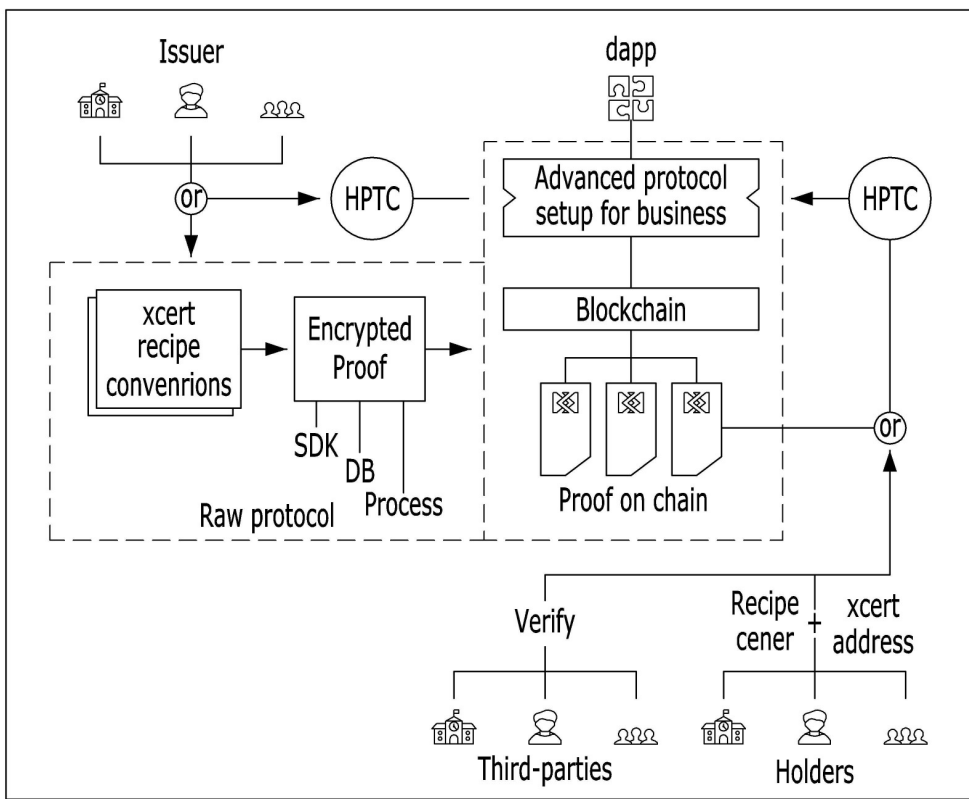 Issuer
dapp
or
HPTC
Advanced protocol
setup for business
HPTC
xcert
recipe
convenrions
Encrypted
Proof
Blockchain
SDK
DB
Process
Raw protocol
Proof on chain
or
Verify
Recipe
cener
+
xcert
address
Third-parties
Holders